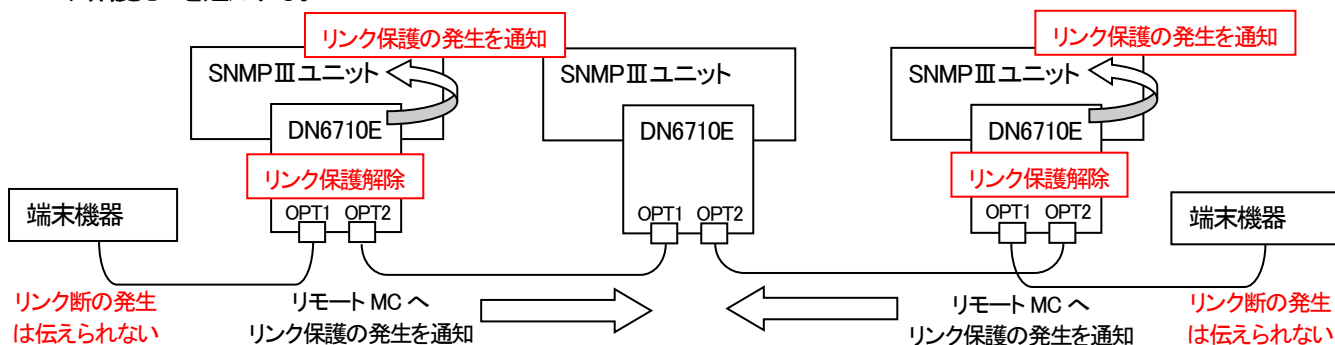 リンク保護の発生を通知
リンク保護の発生を通知
SNMPⅢユニット
SNMPⅢユニット
SNMPⅢユニット
DN6710E
DN6710E
DN6710E
リンク保護解除
リンク保護解除
端末機器
OPT1 OPT2
OPT1 OPT2
OPT1 OPT2
端末機器
リンク断の発生
は伝えられない
リモート MC へ
リンク保護の発生を通知
リモート MC へ
リンク保護の発生を通知
リンク断の発生
は伝えられない